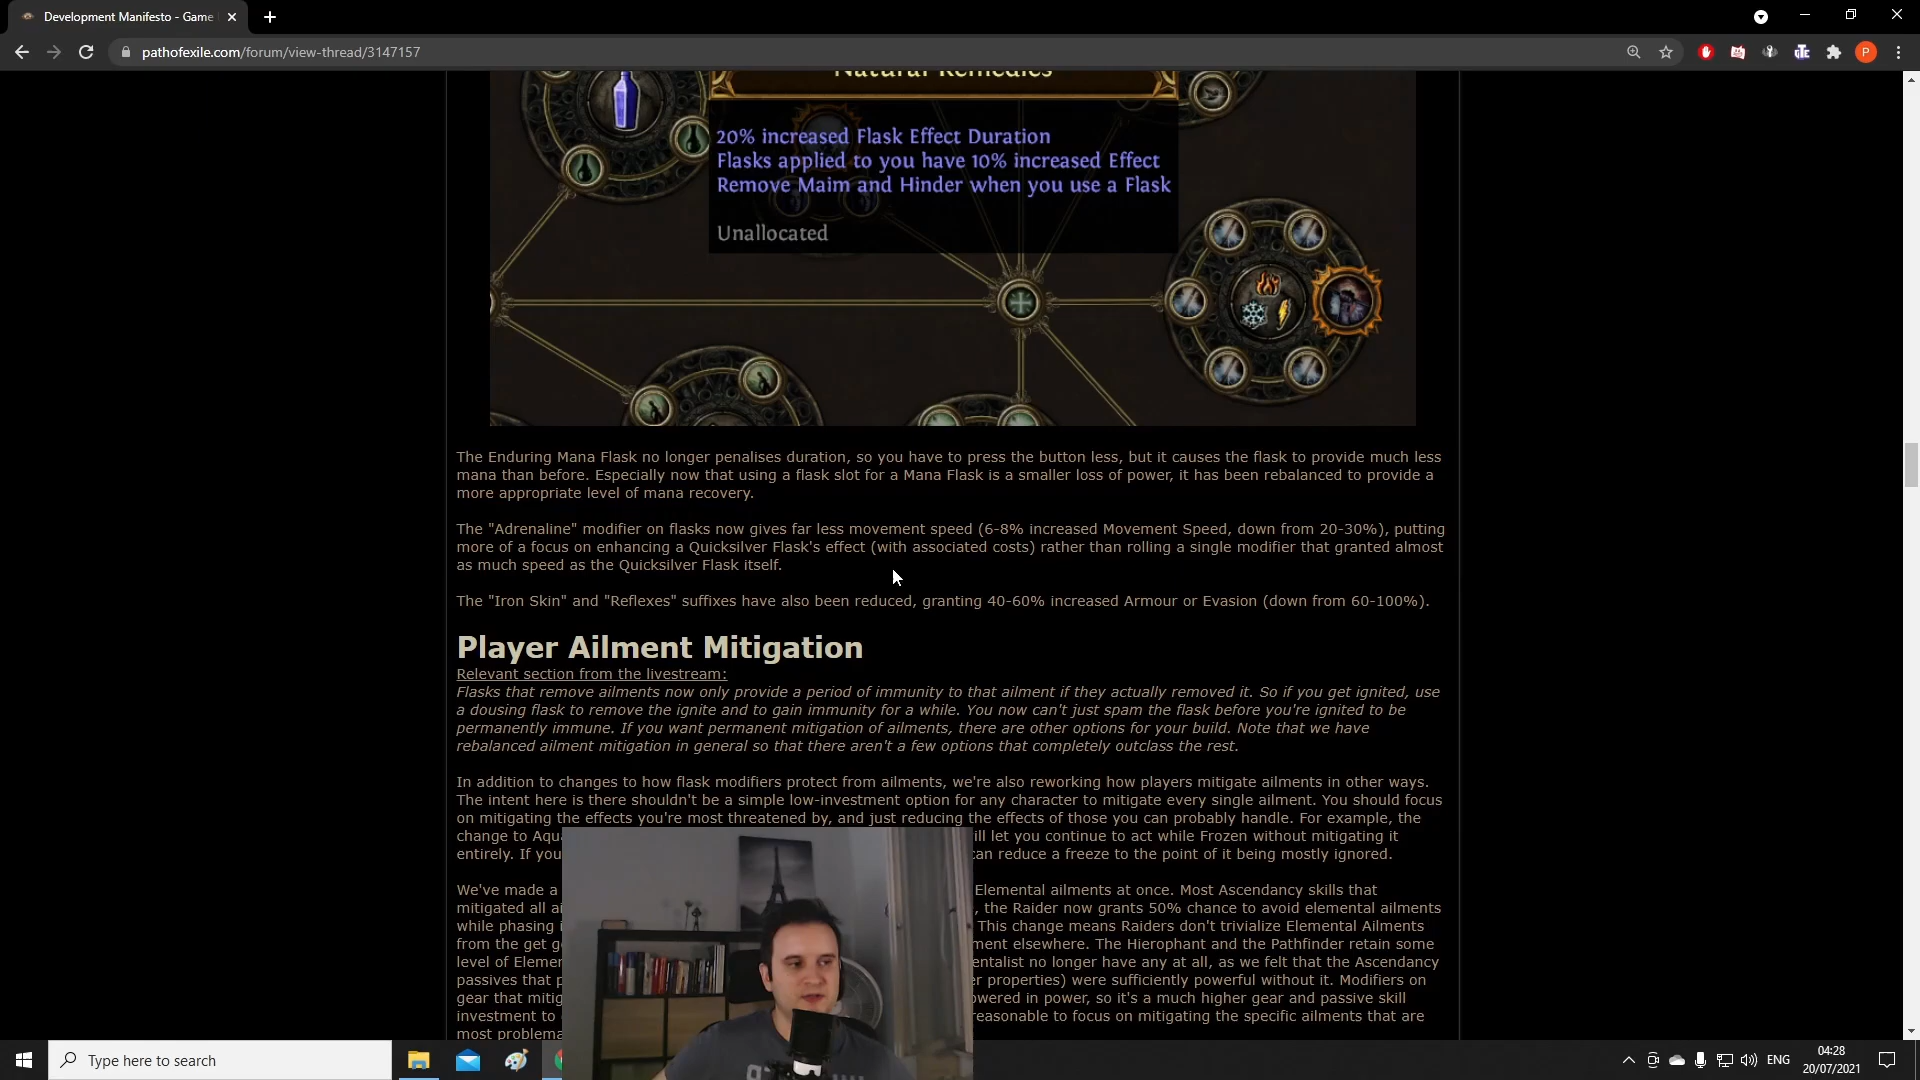 Development Manifesto - Game
pathofexile.com/forum/view-thread/3147157
P
Natural Remedies
20% increased Flask Effect Duration
Flasks applied to you have 10% increased Effect
Remove Maim and Hinder when you use a Flask
Unallocated
The Enduring Mana Flask no longer penalises duration, so you have to press the button less, but it causes the flask to provide much less
mana than before. Especially now that using a flask slot for a Mana Flask is a smaller loss of power, it has been rebalanced to provide a
more appropriate level of mana recovery.
The "Adrenaline" modifier on flasks now gives far less movement speed (6-8% increased Movement Speed, down from 20-30%), putting
more of a focus on enhancing a Quicksilver Flask's effect (with associated costs) rather than rolling a single modifier that granted almost
as much speed as the Quicksilver Flask itself.
The "Iron Skin" and "Reflexes" suffixes have also been reduced, granting 40-60% increased Armour or Evasion (down from 60-100%).
Player Ailment Mitigation
Relevant section from the livestream:
Flasks that remove ailments now only provide a period of immunity to that ailment if they actually removed it. So if you get ignited, use
a dousing flask to remove the ignite and to gain immunity for a while. You now can't just spam the flask before you're ignited to be
permanently immune. If you want permanent mitigation of ailments, there are other options for your build. Note that we have
rebalanced ailment mitigation in general so that there aren't a few options that completely outclass the rest.
In addition to changes to how flask modifiers protect from ailments, we're also reworking how players mitigate ailments in other ways.
The intent here is there shouldn't be a simple low-investment option for any character to mitigate every single ailment. You should focus
on mitigating the effects you're most threatened by, and just reducing the effects of those you can probably handle. For example, the
change to Aqua ill let you continue to act while Frozen without mitigating it
entirely. If you can reduce a freeze to the point of it being mostly ignored.
We've made a Elemental ailments at once. Most Ascendancy skills that
mitigated all ai , the Raider now grants 50% chance to avoid elemental ailments
while phasing i This change means Raiders don't trivialize Elemental Ailments
from the get g ment elsewhere. The Hierophant and the Pathfinder retain some
level of Elemen entalist no longer have any at all, as we felt that the Ascendancy
passives that p r properties) were sufficiently powerful without it. Modifiers on
gear that mitig owered in power, so it's a much higher gear and passive skill
investment to reasonable to focus on mitigating the specific ailments that are
most problema
Type here to search
ENG
04:28
20/07/2021